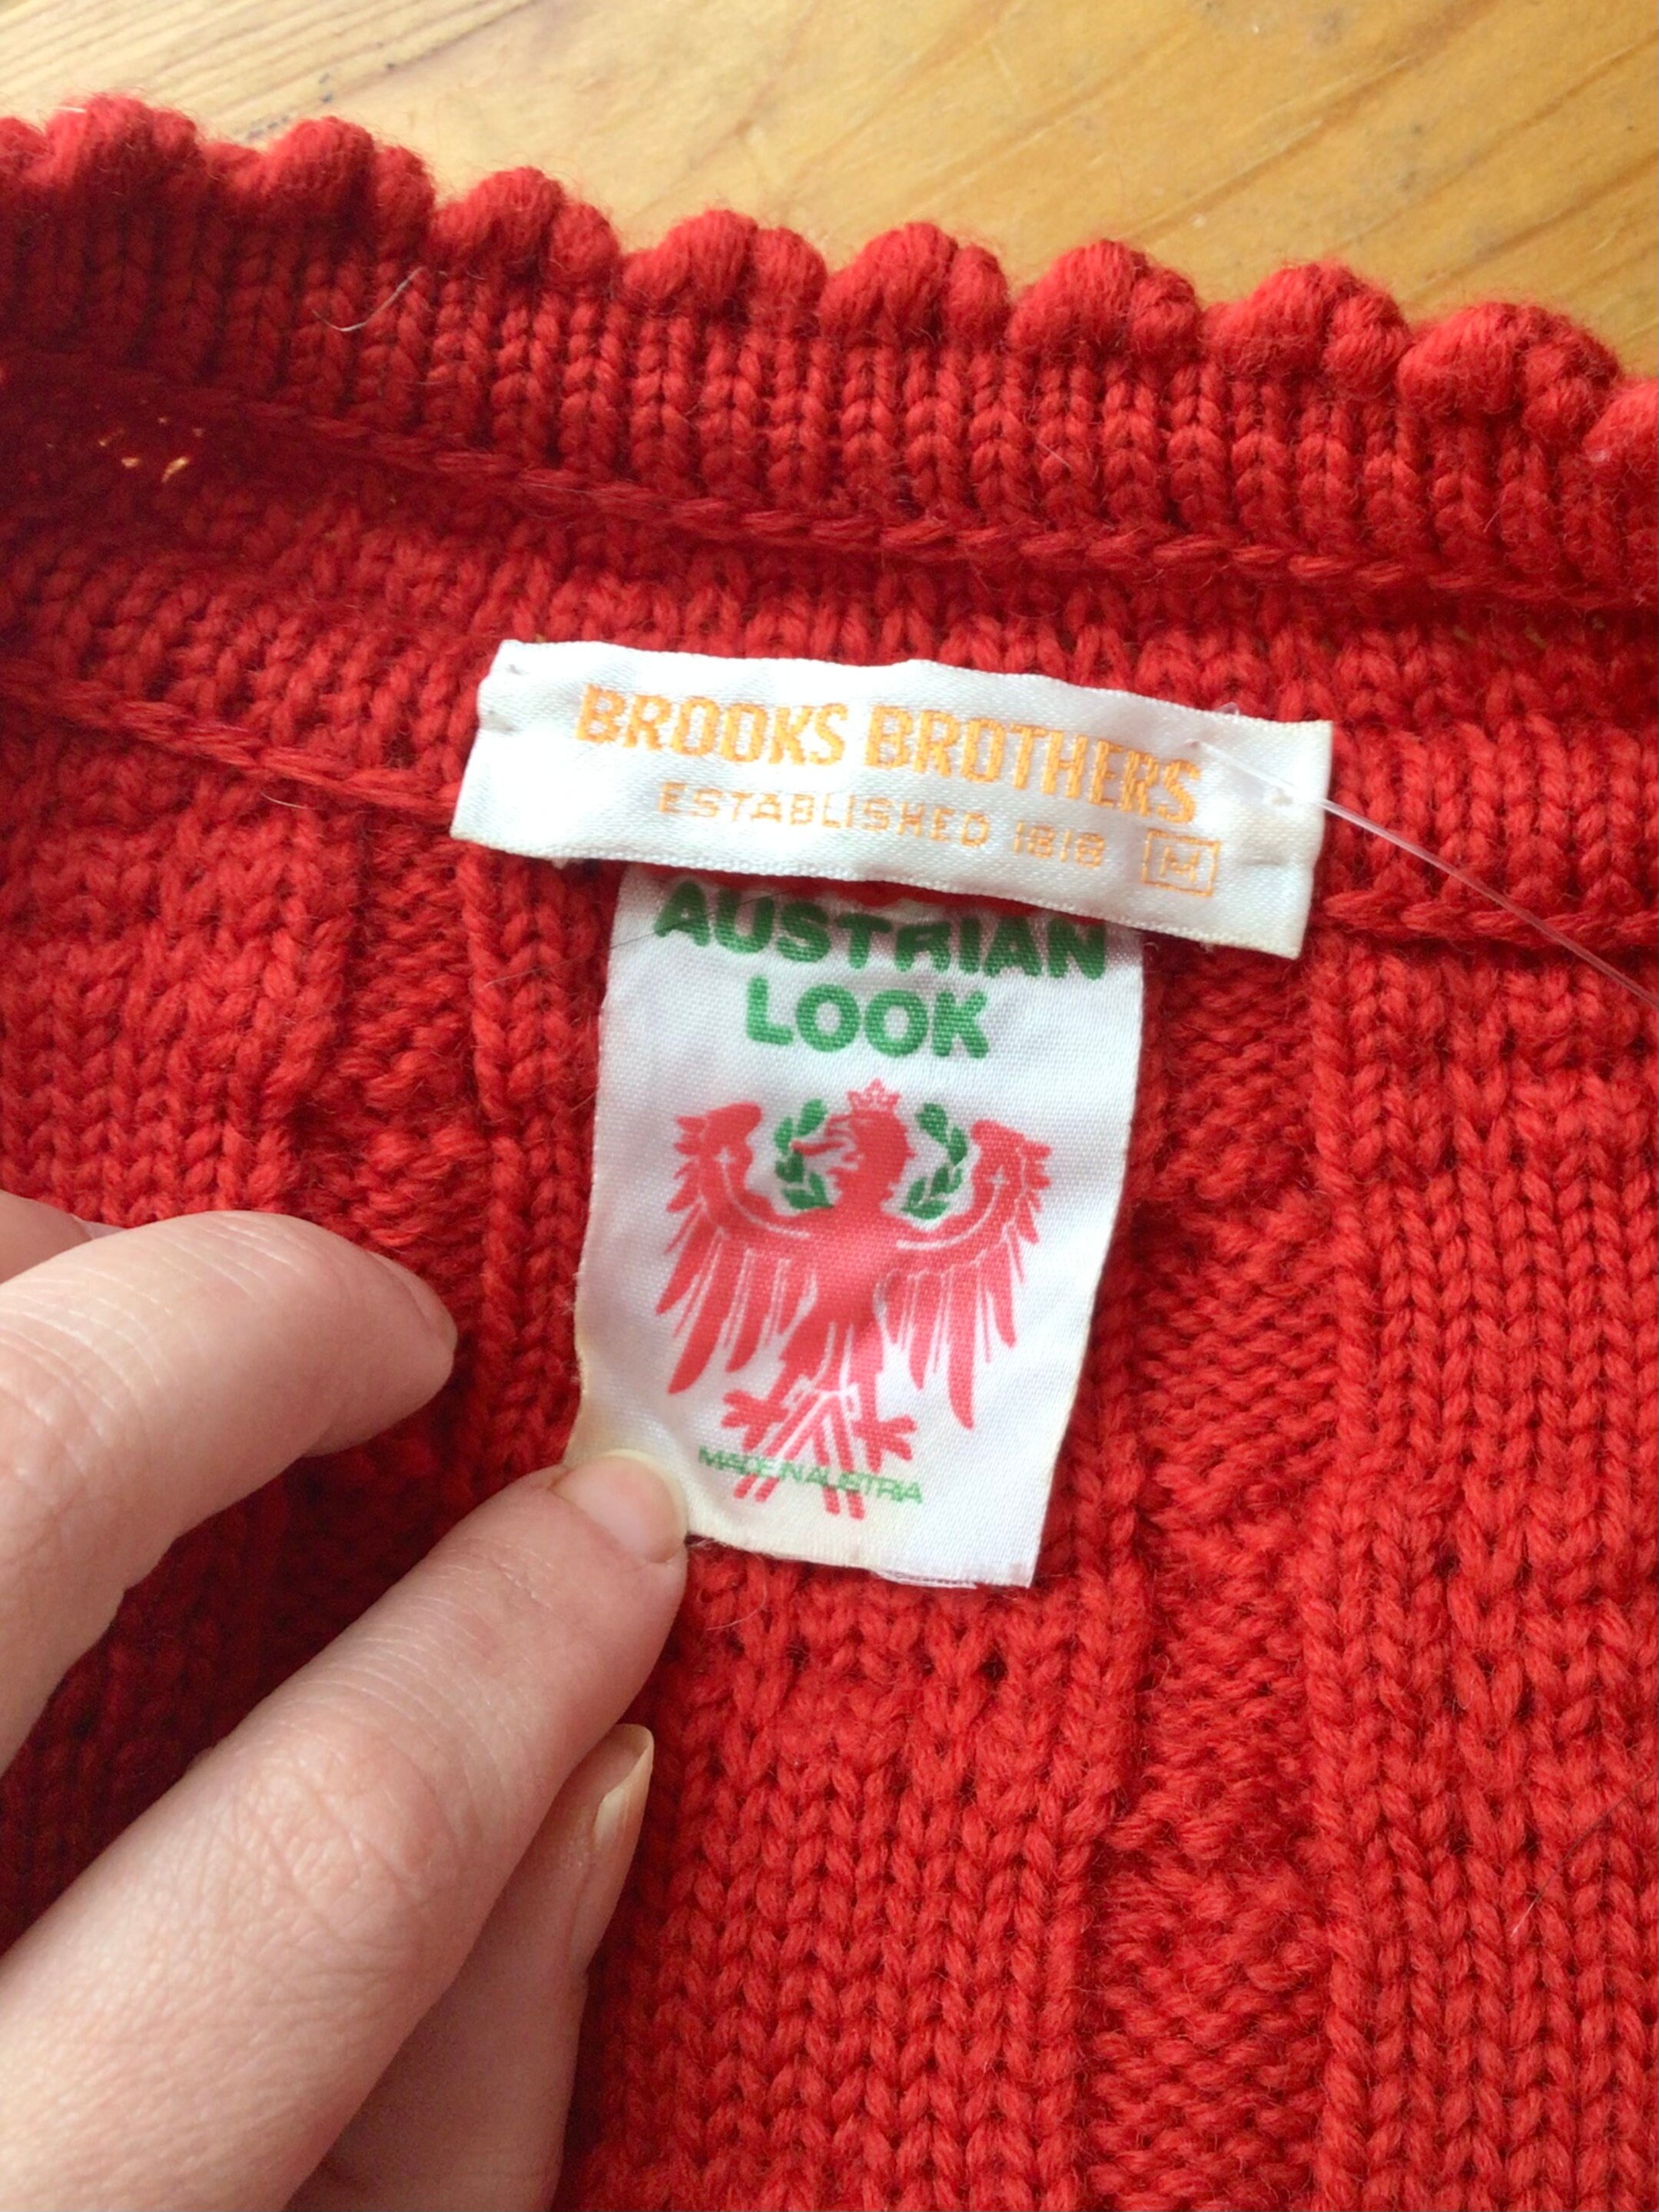 BROOKS BROTHERS
ESTABLISHED 1818 M
AUSTRIAN
LOOK
MADE IN AUSTRIA